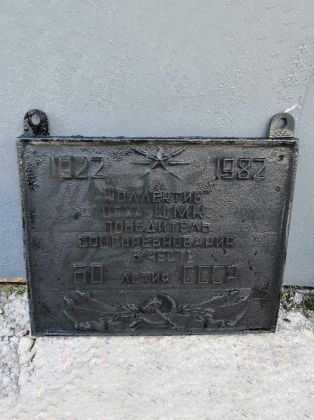 1922 1982
КОЛЛЕКТИВ
ЦЕХА ЦМК
ПОБЕДИТЕЛЬ
СОЦСОРЕВНОВАНИЯ
В ЧЕСТЬ
60-ЛЕТИЯ СССР